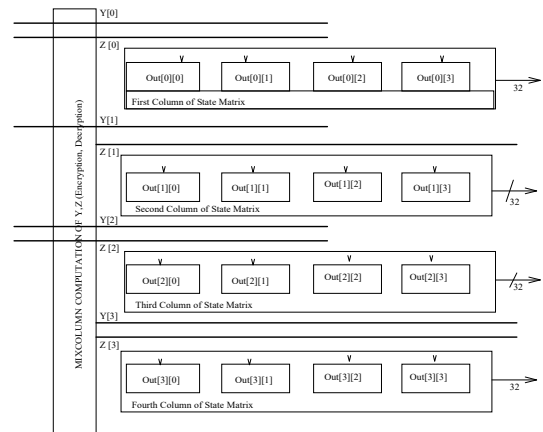 Y[0]
Z [0]
Out[0][0] Out[0][1] Out[0][2] Out[0][3]
32
First Column of State Matrix
Y[1]
Z [1]
Out[1][0] Out[1][1] Out[1][2] Out[1][3]
32
Second Column of State Matrix
Y[2]
Z [2]
Out[2][0] Out[2][1] Out[2][2] Out[2][3]
32
Third Column of State Matrix
Y[3]
Z [3]
Out[3][0] Out[3][1] Out[3][2] Out[3][3]
32
Fourth Column of State Matrix
MIXCOLUMN COMPUTATION OF Y, Z (Encryption, Decryption)